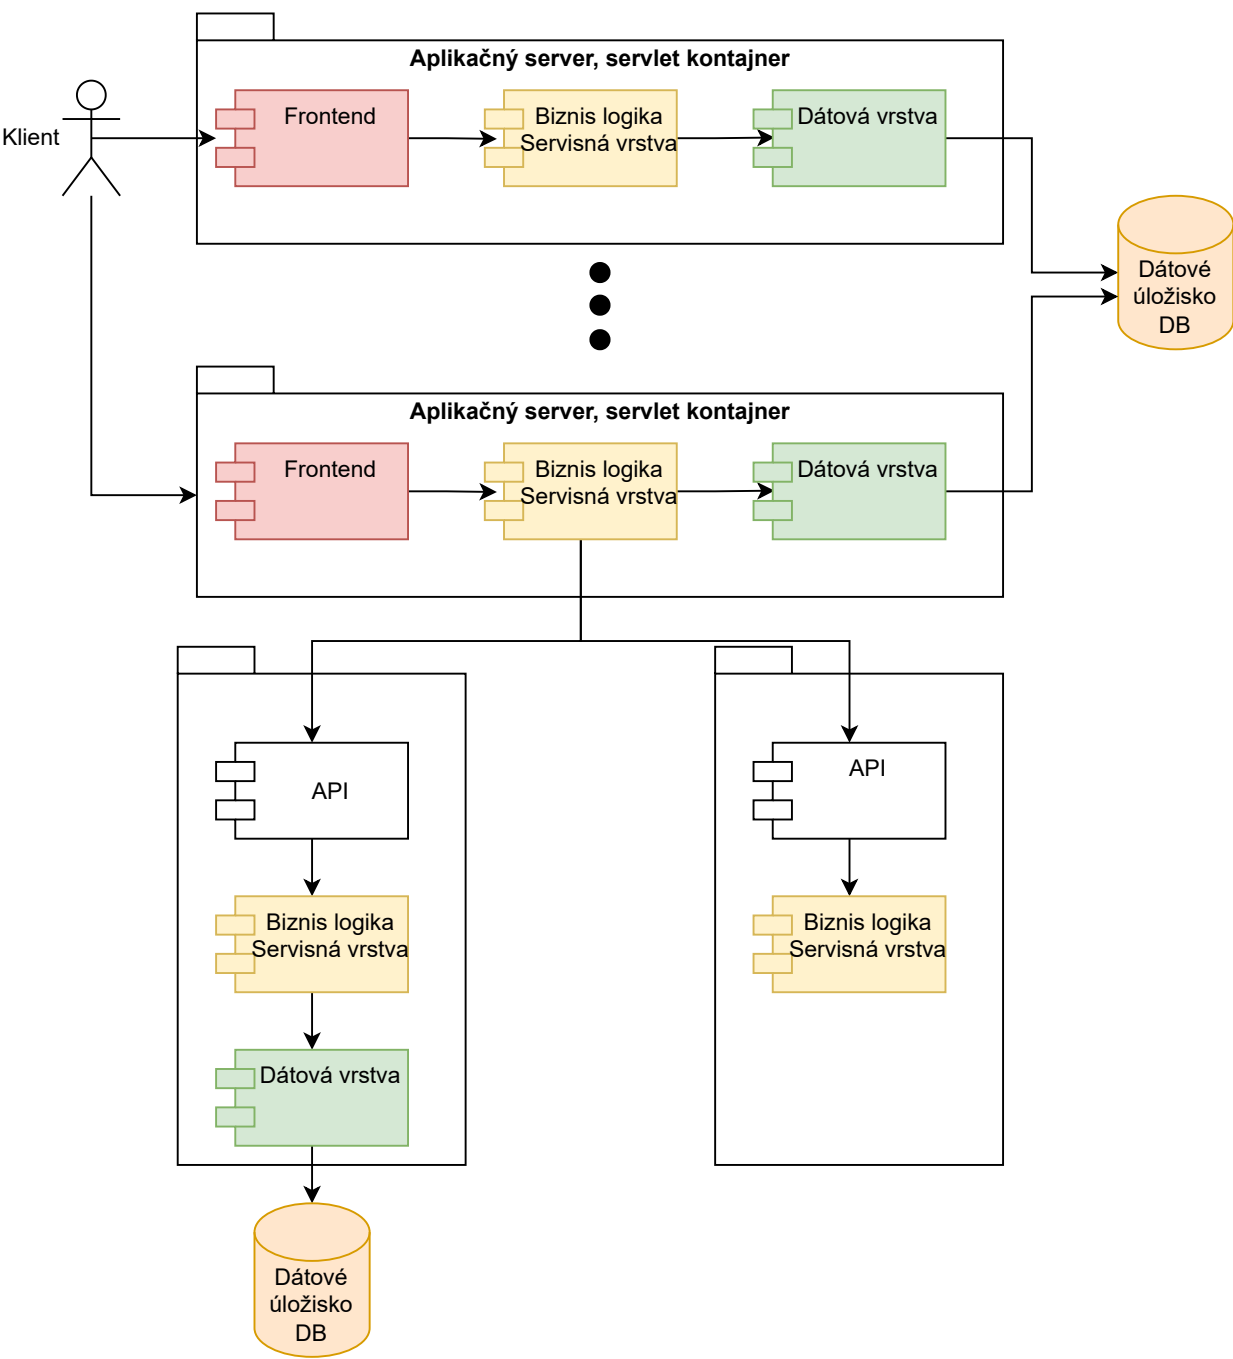 Aplikačný server, servlet kontajner
Klient
Frontend
Biznis logika
Servisná vrstva
Dátová vrstva
Dátové
úložisko
DB
Aplikačný server, servlet kontajner
Frontend
Biznis logika
Servisná vrstva
Dátová vrstva
API
Biznis logika
Servisná vrstva
Dátová vrstva
Dátové
úložisko
DB
API
Biznis logika
Servisná vrstva